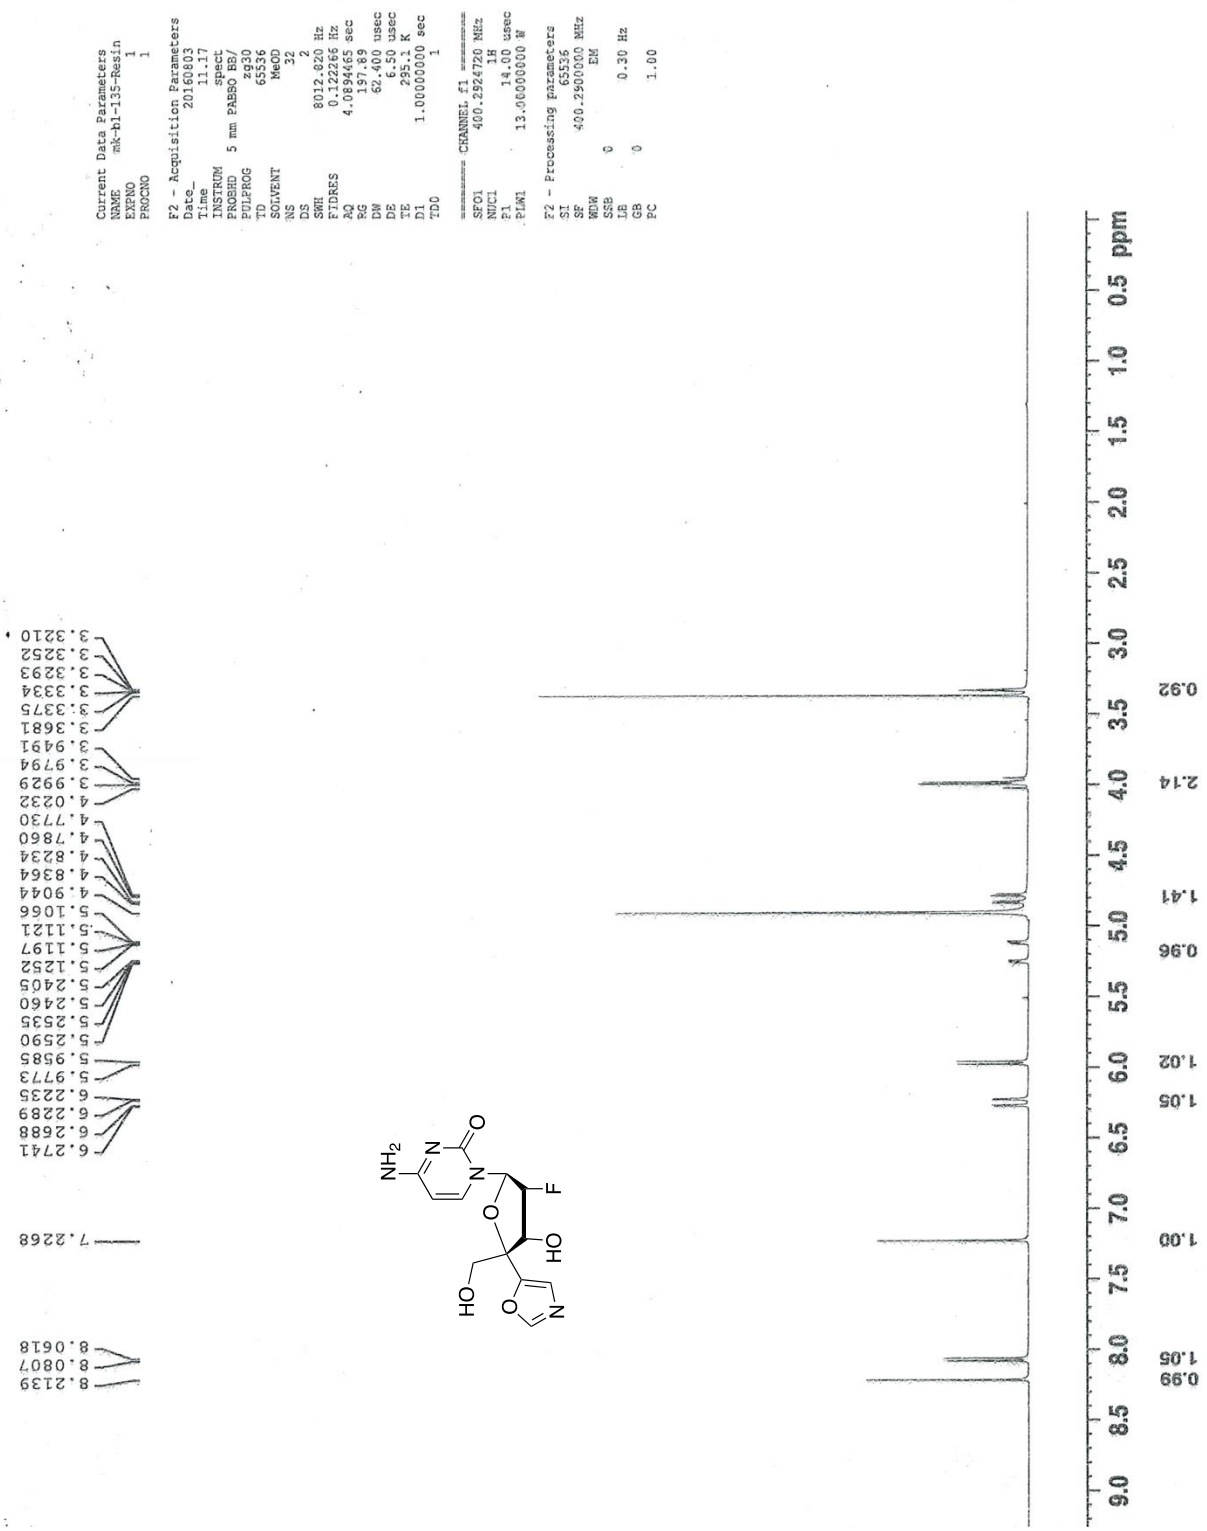 Current Data Parameters
NAME mk-bl-135-Resin
EXPNO 1
PROCNO 1
F2 - Acquisition Parameters
Date_ 20160803
Time 11.17
INSTRUM spect
PROBHD 5 mm PABBO BB/
PULPROG zg30
TD 65536
SOLVENT MeOD
NS 32
DS 2
SWH 8012.820 Hz
FIDRES 0.122266 Hz
AQ 4.0894465 sec
RG 197.89
DW 62.400 usec
DE 6.50 usec
TE 295.1 K
D1 1.00000000 sec
TD0 1
======== CHANNEL f1 ========
SFO1 400.2924720 MHz
NUC1 1H
P1 14.00 usec
PLW1 13.00000000 W
F2 - Processing parameters
SI 65536
SF 400.2900000 MHz
WDW EM
SSB 0
LB 0.30 Hz
GB 0
PC 1.00
8.2139
8.0807
8.0618
7.2268
6.2741
6.2688
6.2289
6.2235
5.9773
5.9585
5.2590
5.2535
5.2460
5.2405
5.1252
5.1197
5.1121
5.1066
4.9044
4.8364
4.8234
4.7860
4.7730
4.0232
3.9929
3.9794
3.9491
3.3681
3.3375
3.3334
3.3293
3.3252
3.3210
NH2
N
N
O
O
F
HO
HO
O
N
9.0 8.5 8.0 7.5 7.0 6.5 6.0 5.5 5.0 4.5 4.0 3.5 3.0 2.5 2.0 1.5 1.0 0.5 ppm
0.99
1.05
1.00
1.05
1.02
0.96
1.41
2.14
0.92